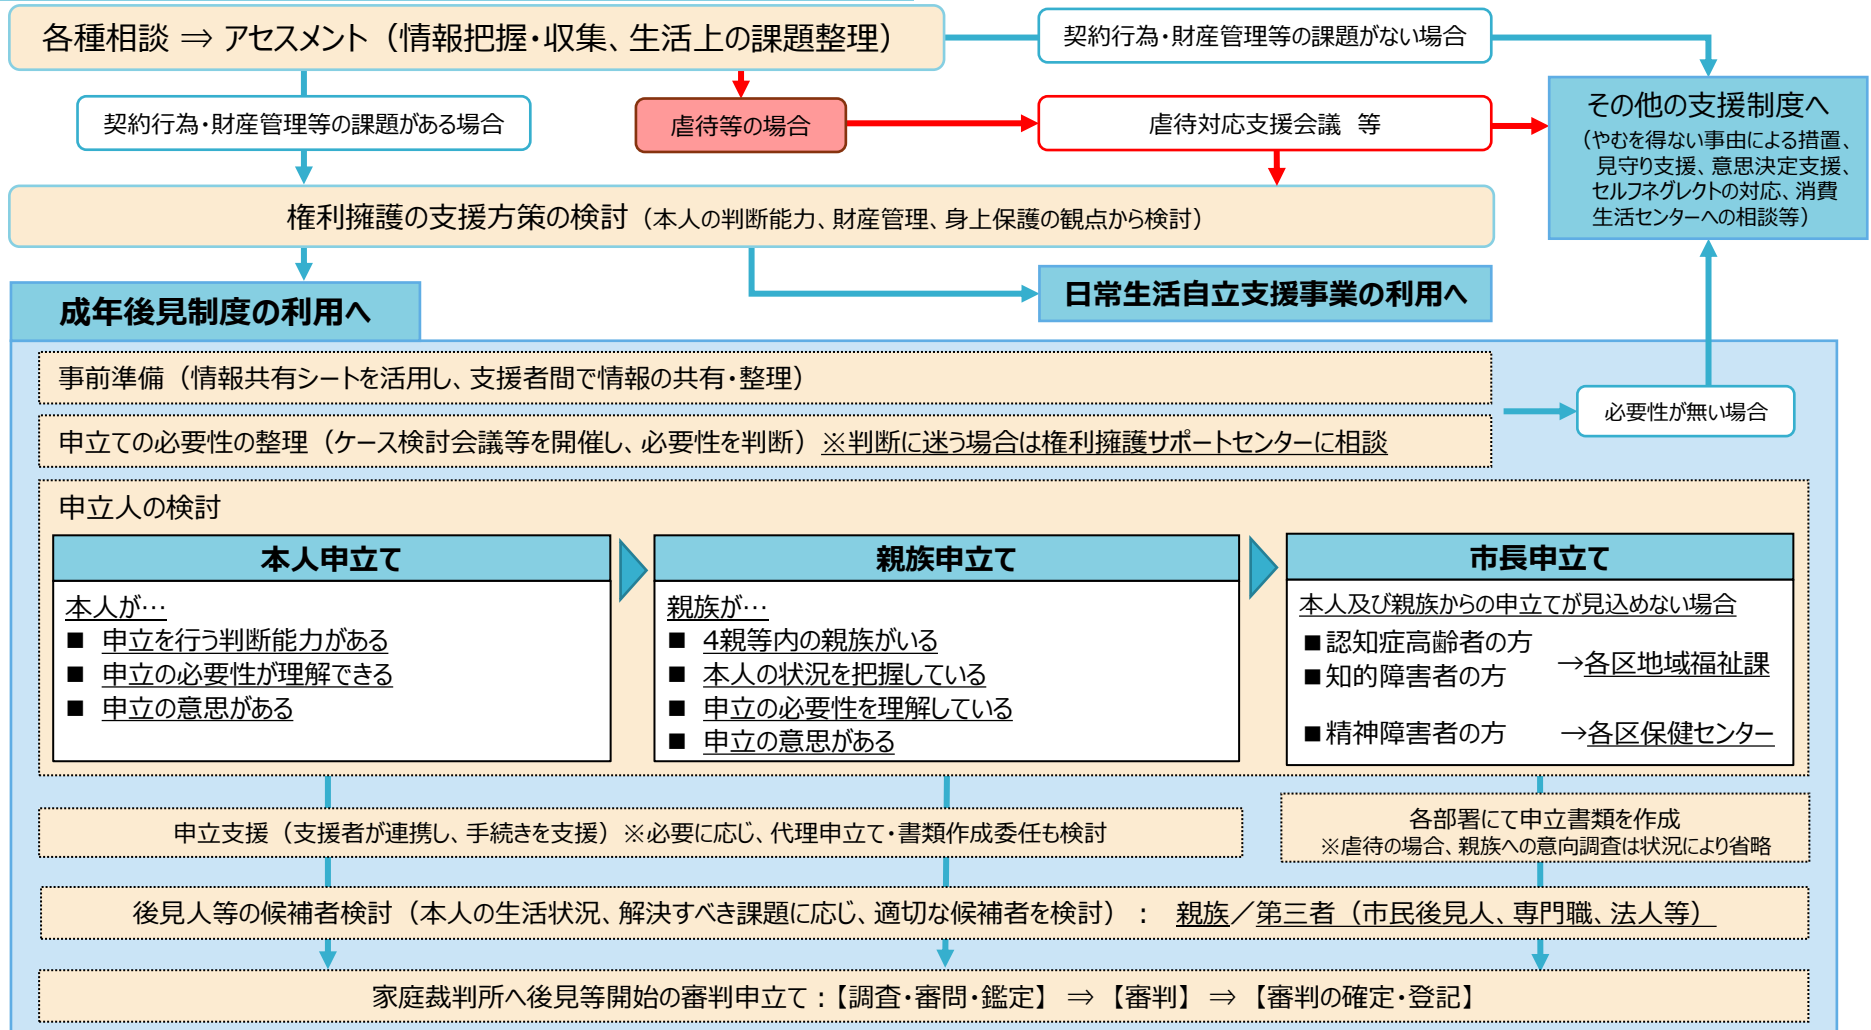 各種相談 ⇒ アセスメント（情報把握・収集、生活上の課題整理）
契約行為・財産管理等の課題がない場合
契約行為・財産管理等の課題がある場合
虐待等の場合
虐待対応支援会議　等
その他の支援制度へ
（やむを得ない事由による措置、
見守り支援、意思決定支援、
セルフネグレクトの対応、消費
生活センターへの相談等）
権利擁護の支援方策の検討（本人の判断能力、財産管理、身上保護の観点から検討）
成年後見制度の利用へ
日常生活自立支援事業の利用へ
事前準備（情報共有シートを活用し、支援者間で情報の共有・整理）
申立ての必要性の整理（ケース検討会議等を開催し、必要性を判断）※判断に迷う場合は権利擁護サポートセンターに相談
必要性が無い場合
申立人の検討
本人申立て
本人が…
■ 申立を行う判断能力がある
■ 申立の必要性が理解できる
■ 申立の意思がある
親族申立て
親族が…
■ 4親等内の親族がいる
■ 本人の状況を把握している
■ 申立の必要性を理解している
■ 申立の意思がある
市長申立て
本人及び親族からの申立てが見込めない場合
■認知症高齢者の方
■知的障害者の方
→各区地域福祉課
■精神障害者の方　→各区保健センター
申立支援（支援者が連携し、手続きを支援）※必要に応じ、代理申立て・書類作成委任も検討
各部署にて申立書類を作成
※虐待の場合、親族への意向調査は状況により省略
後見人等の候補者検討（本人の生活状況、解決すべき課題に応じ、適切な候補者を検討）：　親族／第三者（市民後見人、専門職、法人等）
家庭裁判所へ後見等開始の審判申立て：【調査・審問・鑑定】 ⇒ 【審判】 ⇒ 【審判の確定・登記】